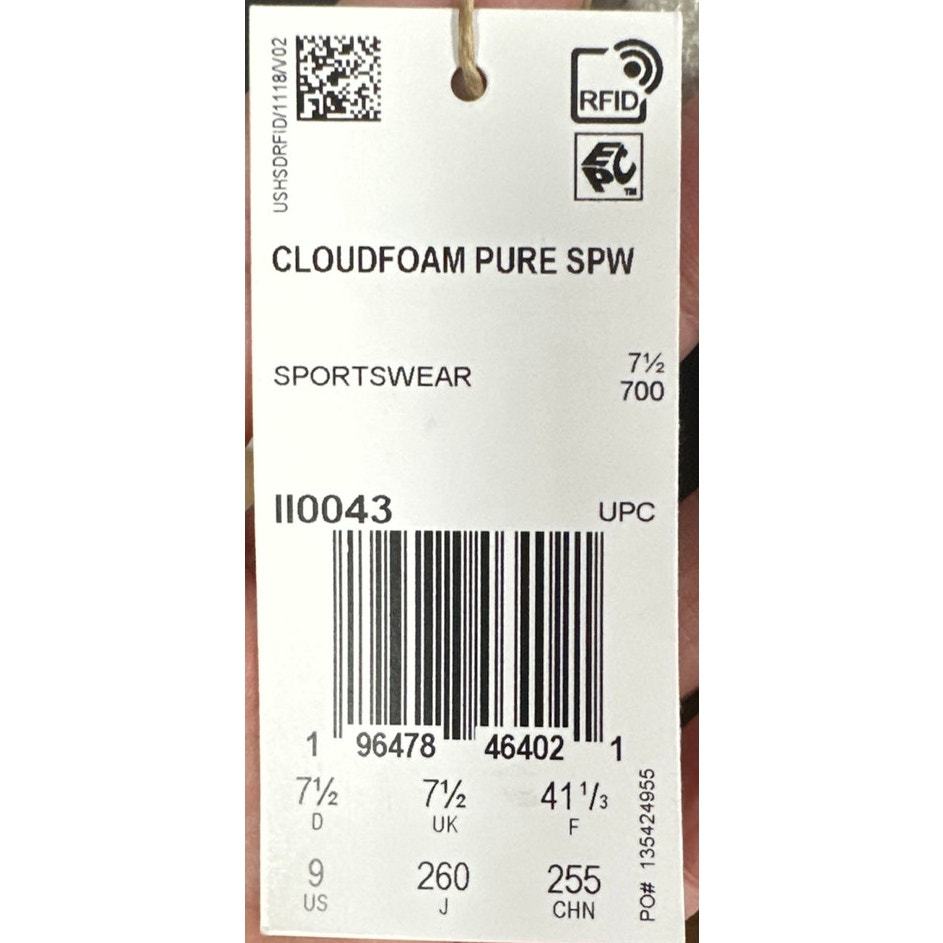 USHSDRFID/1118/V02
RFID
EPC™
CLOUDFOAM PURE SPW
SPORTSWEAR
7½
700
II0043
UPC
1 96478 46402 1
7½ 7½ 41 ¹/₃
D UK F
9 260 255
US J CHN
PO# 135424955